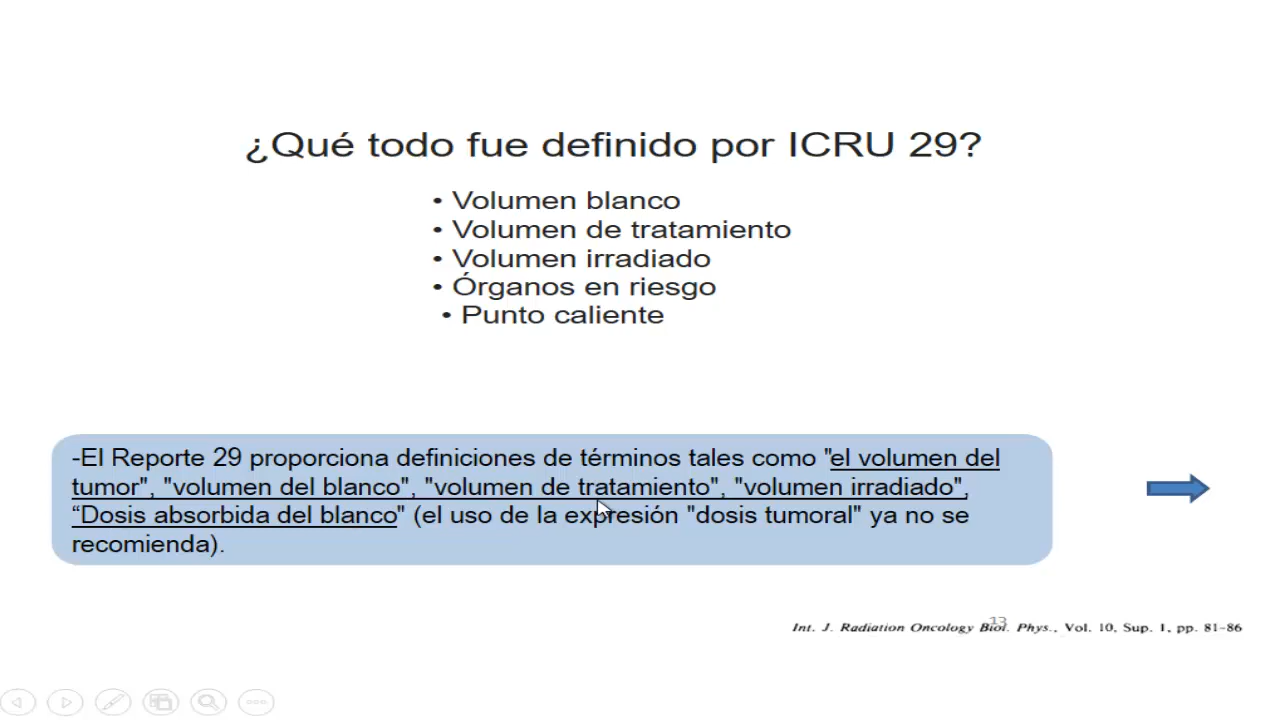 ¿Qué todo fue definido por ICRU 29?
• Volumen blanco
• Volumen de tratamiento
• Volumen irradiado
• Órganos en riesgo
• Punto caliente
-El Reporte 29 proporciona definiciones de términos tales como "el volumen del
tumor", "volumen del blanco", "volumen de tratamiento", "volumen irradiado",
“Dosis absorbida del blanco" (el uso de la expresión "dosis tumoral" ya no se
recomienda).
13
Int. J. Radiation Oncology Biol. Phys., Vol. 10, Sup. 1, pp. 81–86